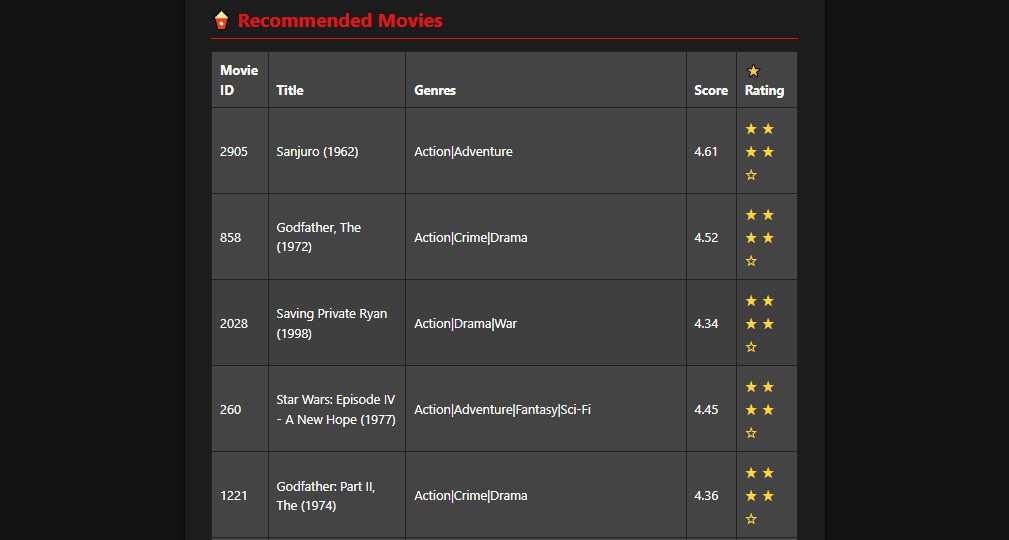 🍿 Recommended Movies
Movie
ID
Title
Genres
Score
⭐
Rating
2905
Sanjuro (1962)
Action|Adventure
4.61
★ ★
★ ★
☆
858
Godfather, The
(1972)
Action|Crime|Drama
4.52
★ ★
★ ★
☆
2028
Saving Private Ryan
(1998)
Action|Drama|War
4.34
★ ★
★ ★
☆
260
Star Wars: Episode IV
- A New Hope (1977)
Action|Adventure|Fantasy|Sci-Fi
4.45
★ ★
★ ★
☆
1221
Godfather: Part II,
The (1974)
Action|Crime|Drama
4.36
★ ★
★ ★
☆